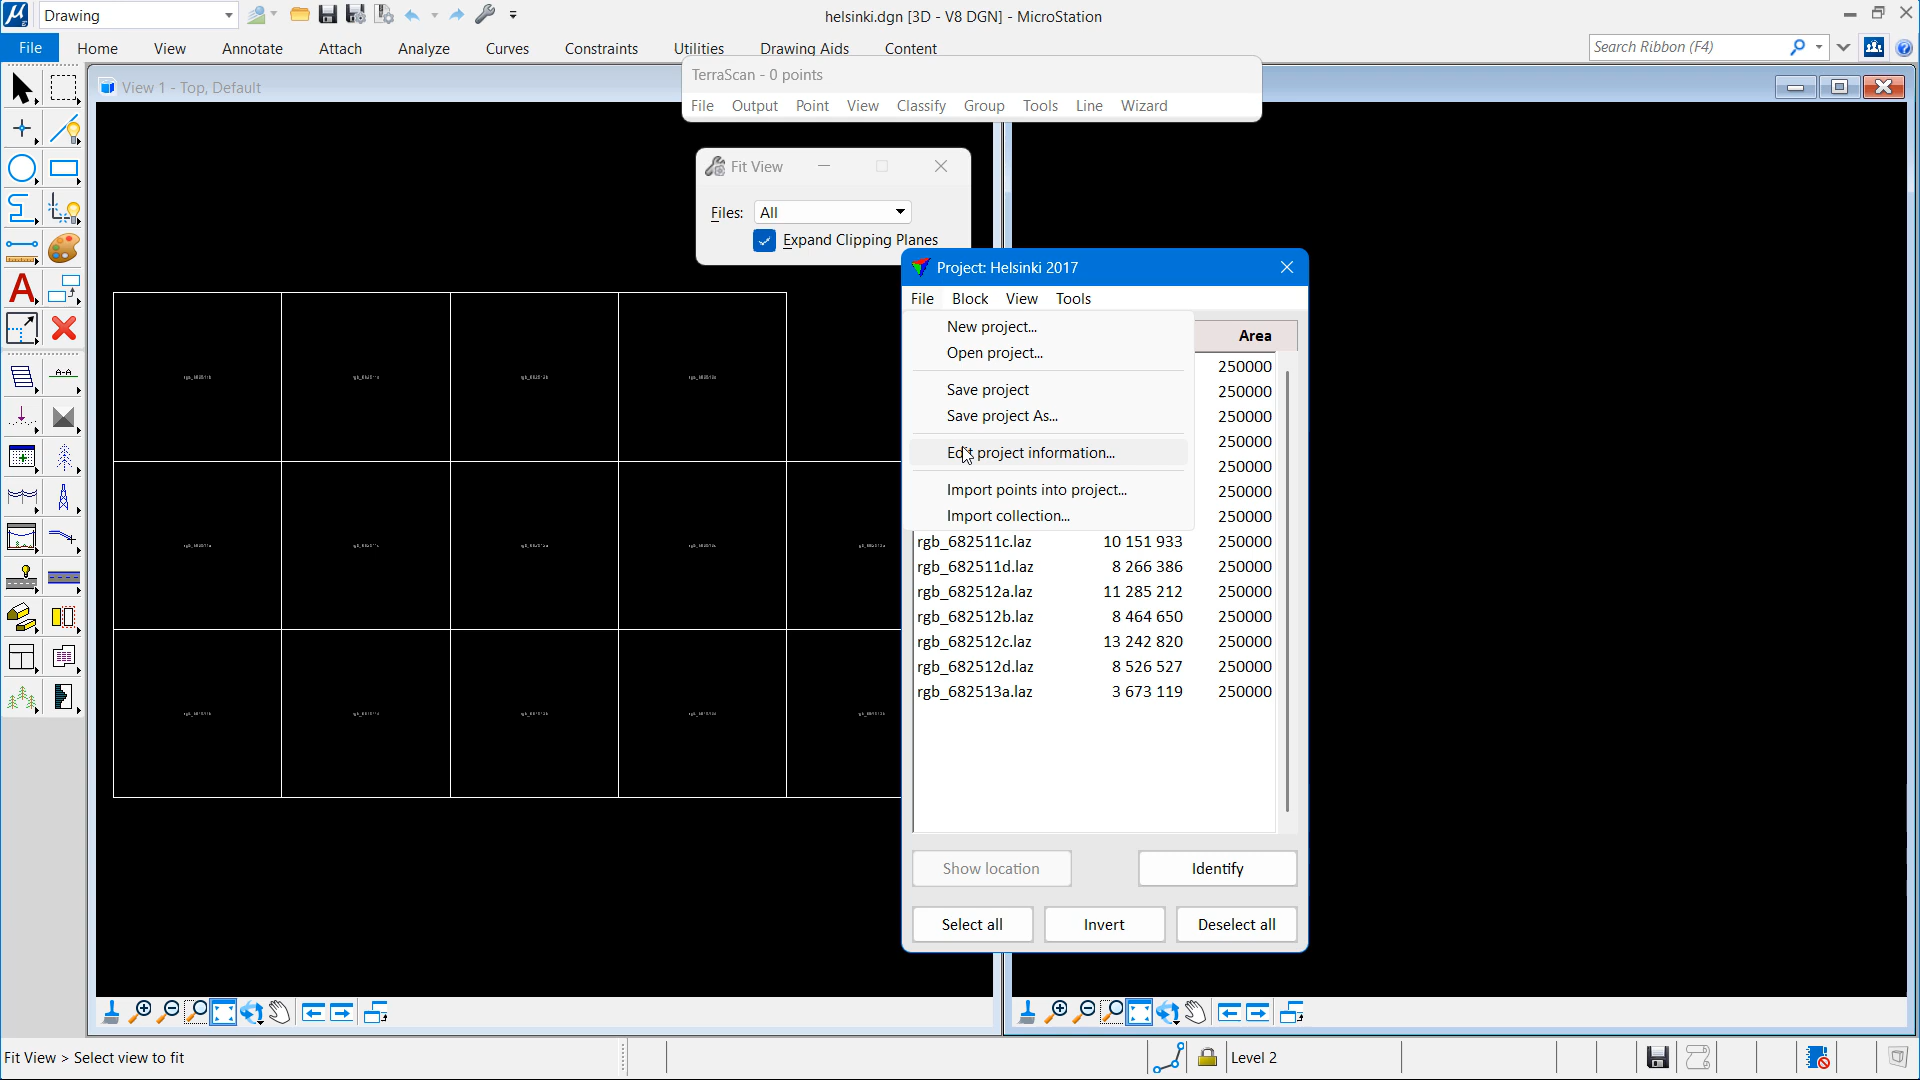 Drawing
helsinki.dgn [3D - V8 DGN] - MicroStation
File Home View Annotate Attach Analyze Curves Constraints Utilities Drawing Aids Content
Search Ribbon (F4)
View 1 - Top, Default
TerraScan - 0 points
File Output Point View Classify Group Tools Line Wizard
Fit View
Files: All
Expand Clipping Planes
Project: Helsinki 2017
File Block View Tools
New project...
Open project...
Save project
Save project As...
Edit project information...
Import points into project...
Import collection...
Area
250000
250000
250000
250000
250000
250000
250000
rgb_682511c.laz 10 151 933 250000
rgb_682511d.laz 8 266 386 250000
rgb_682512a.laz 11 285 212 250000
rgb_682512b.laz 8 464 650 250000
rgb_682512c.laz 13 242 820 250000
rgb_682512d.laz 8 526 527 250000
rgb_682513a.laz 3 673 119 250000
Show location Identify
Select all Invert Deselect all
Fit View > Select view to fit
Level 2